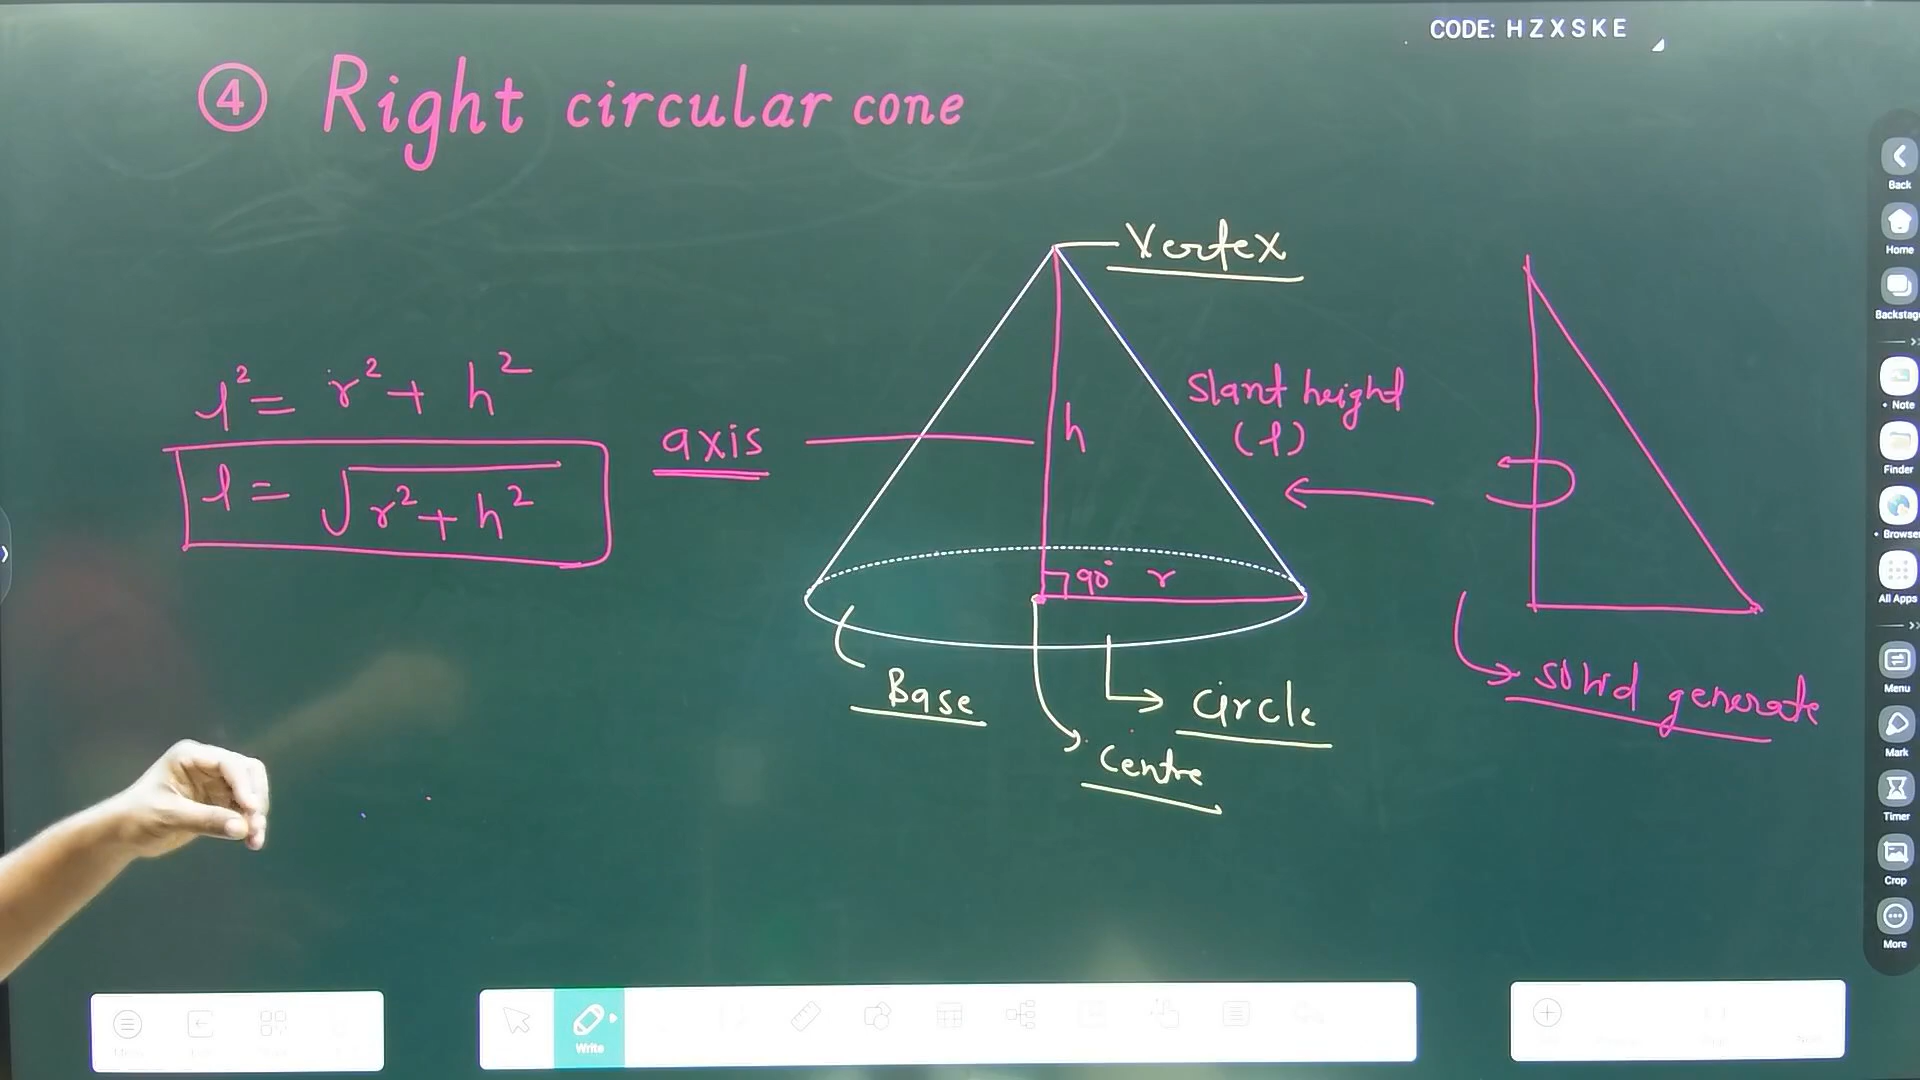 CODE: HZXSKE
④ Right circular cone
Vertex
l² = r² + h²
l = √r² + h²
axis
h
Slant height
(l)
90° r
Base
circle
Centre
solid generate
Back
Home
Backstag
Note
Finder
Browser
All Apps
Menu
Mark
Timer
Crop
More
Write